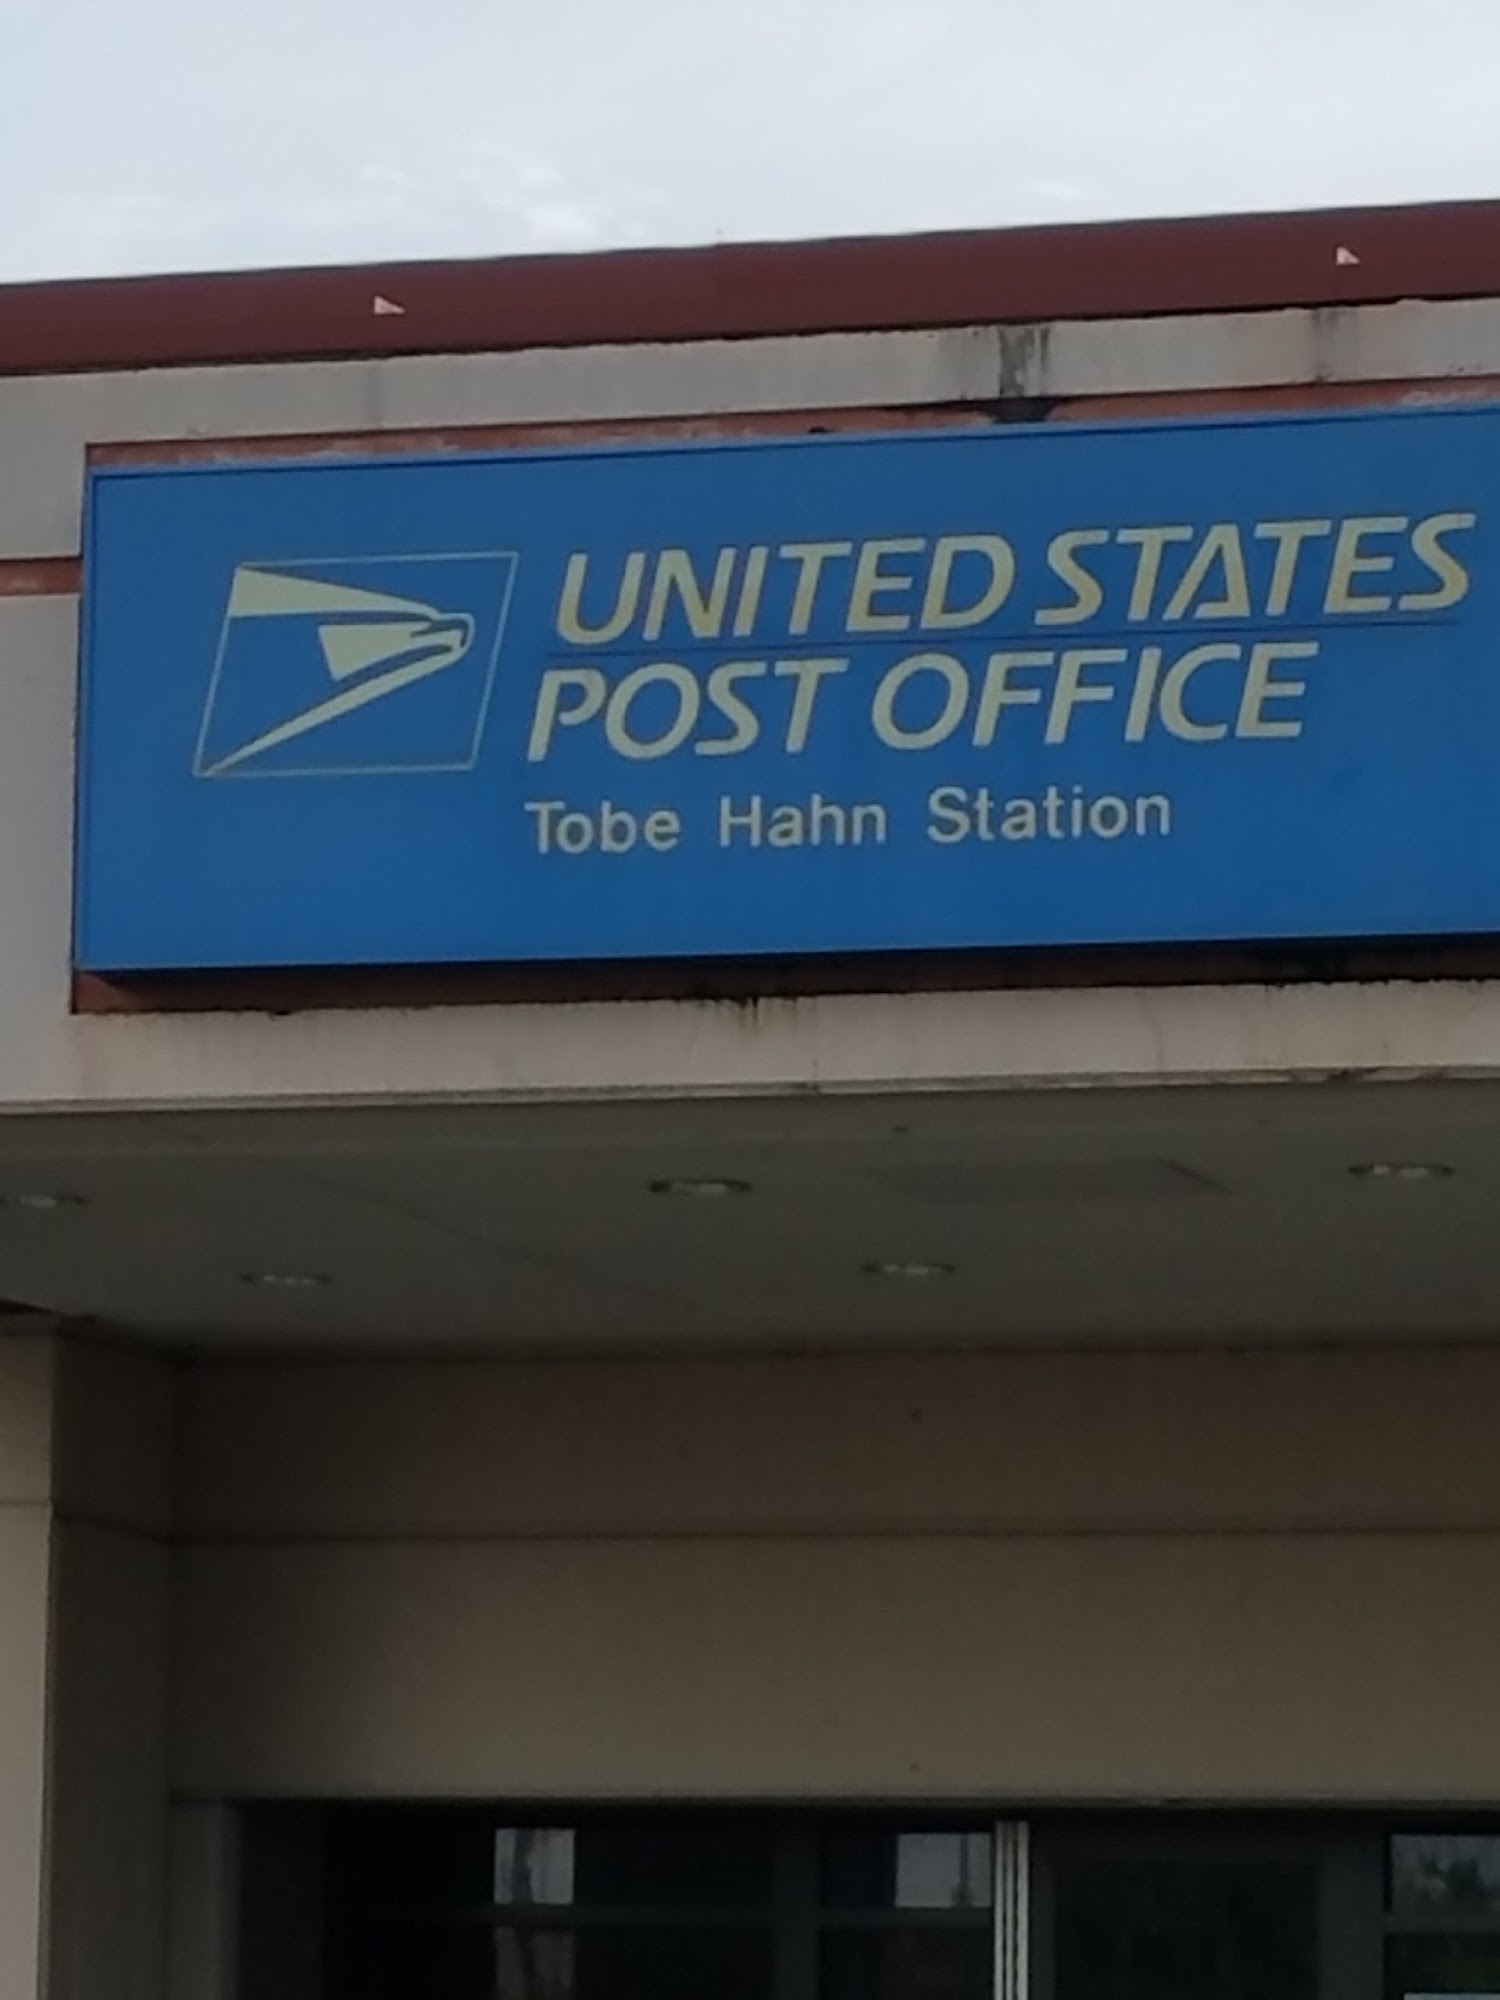 UNITED STATES
POST OFFICE
Tobe Hahn Station